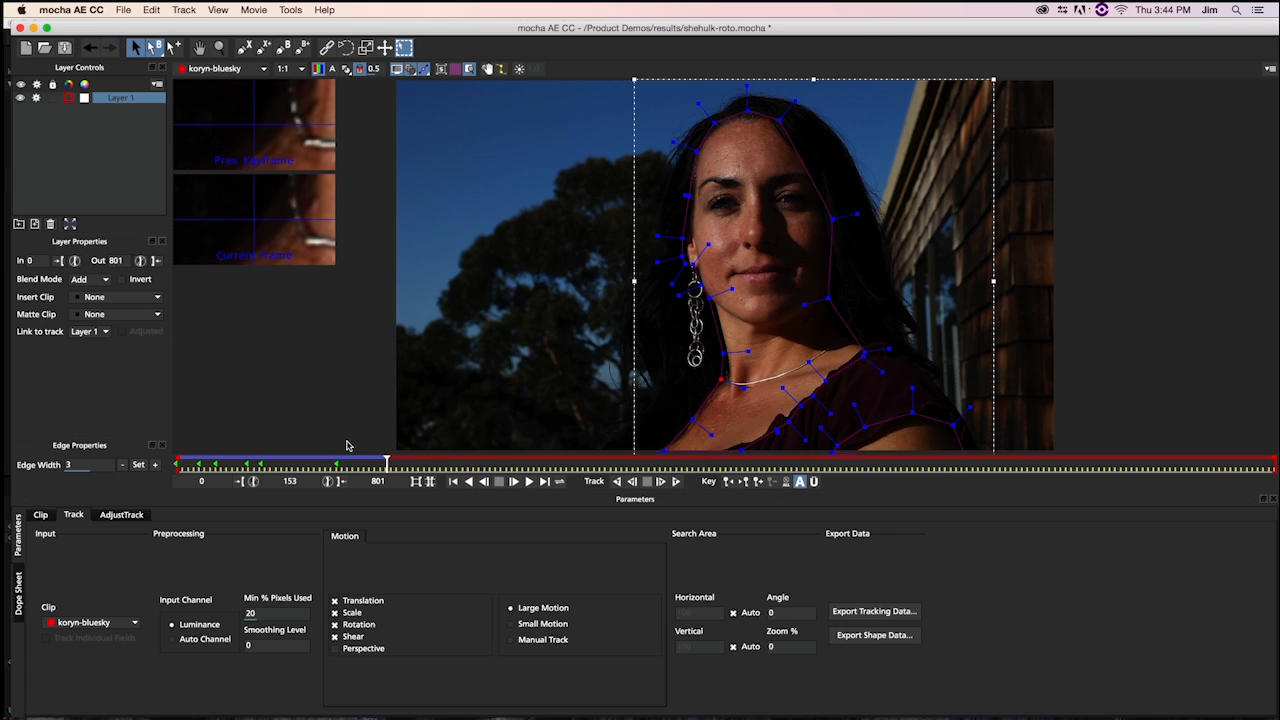 mocha AE CC File Edit Track View Movie Tools Help Thu 3:44 PM Jim
mocha AE CC - /Product Demos/results/shehulk-roto.mocha *
Layer Controls
koryn-bluesky 1:1 A 0.5
Layer 1
Prev Keyframe
Current Frame
Layer Properties
In 0 Out 801
Blend Mode Add Invert
Insert Clip None
Matte Clip None
Link to track Layer 1 Adjusted
Edge Properties
Edge Width 3 - Set +
0 153 801 Track Key A Ü
Parameters
Clip Track AdjustTrack
Parameters
Dope Sheet
Input Preprocessing Motion Search Area Export Data
Clip
koryn-bluesky
Track Individual Fields
Input Channel
Luminance
Auto Channel
Min % Pixels Used
20
Smoothing Level
0
Translation
Scale
Rotation
Shear
Perspective
Large Motion
Small Motion
Manual Track
Horizontal Angle
Auto 0
Vertical Zoom %
Auto 0
Export Tracking Data...
Export Shape Data...